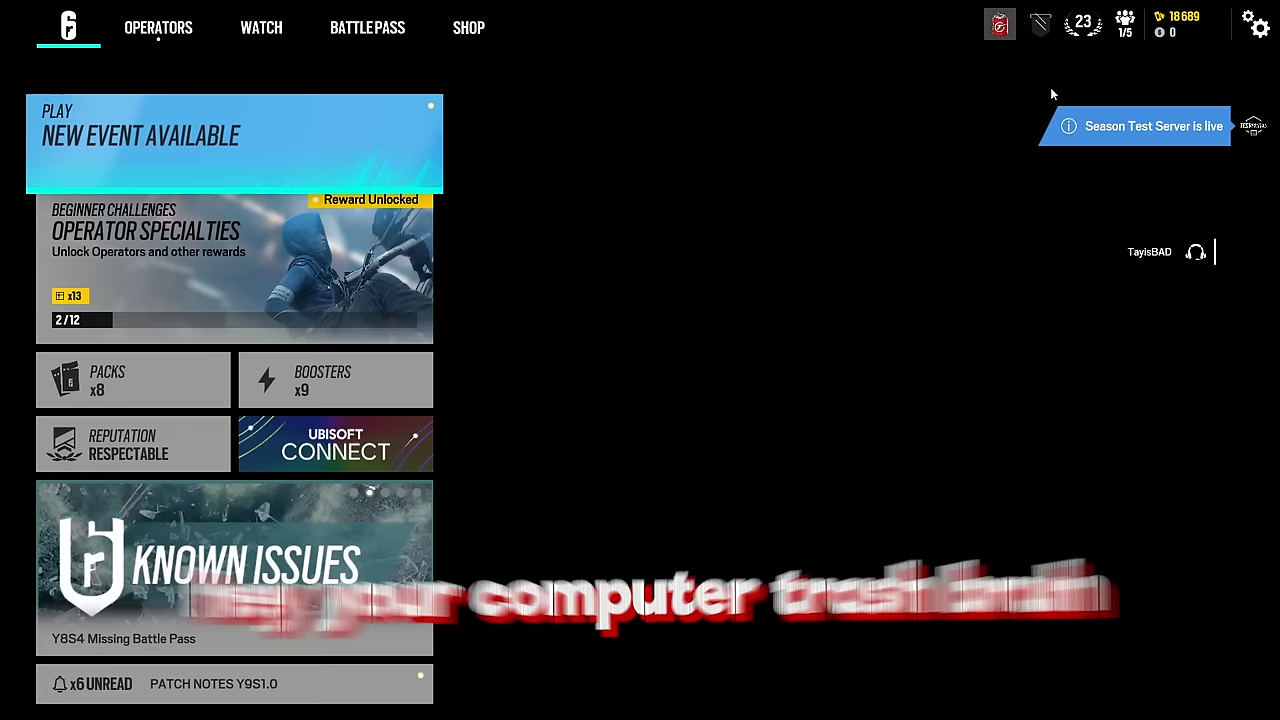 OPERATORS
WATCH
BATTLE PASS
SHOP
23
1/5
18 689
0
PLAY
NEW EVENT AVAILABLE
Season Test Server is live
Reward Unlocked
BEGINNER CHALLENGES
OPERATOR SPECIALTIES
Unlock Operators and other rewards
x13
2 / 12
TayisBAD
PACKS
x8
BOOSTERS
x9
REPUTATION
RESPECTABLE
UBISOFT
CONNECT
KNOWN ISSUES
your computer trash
Y8S4 Missing Battle Pass
x6 UNREAD
PATCH NOTES Y9S1.0